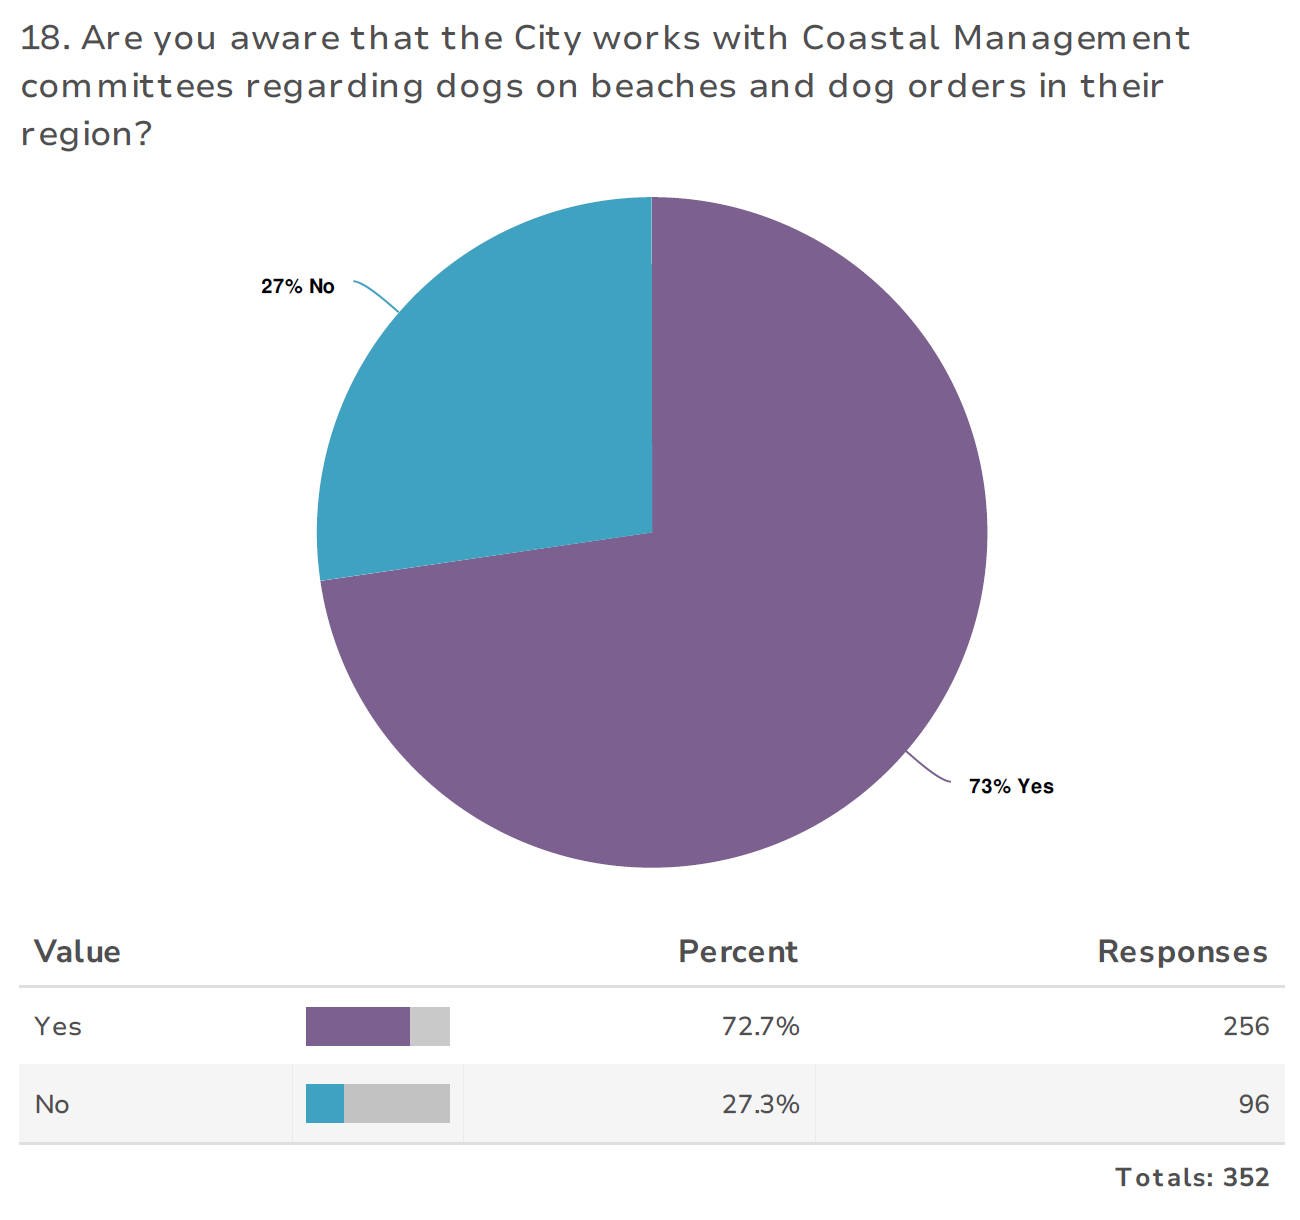 18. Are you aware that the City works with Coastal Management
committees regarding dogs on beaches and dog orders in their
region?
27% No
73% Yes
Value Percent Responses
Yes 72.7% 256
No 27.3% 96
Totals: 352